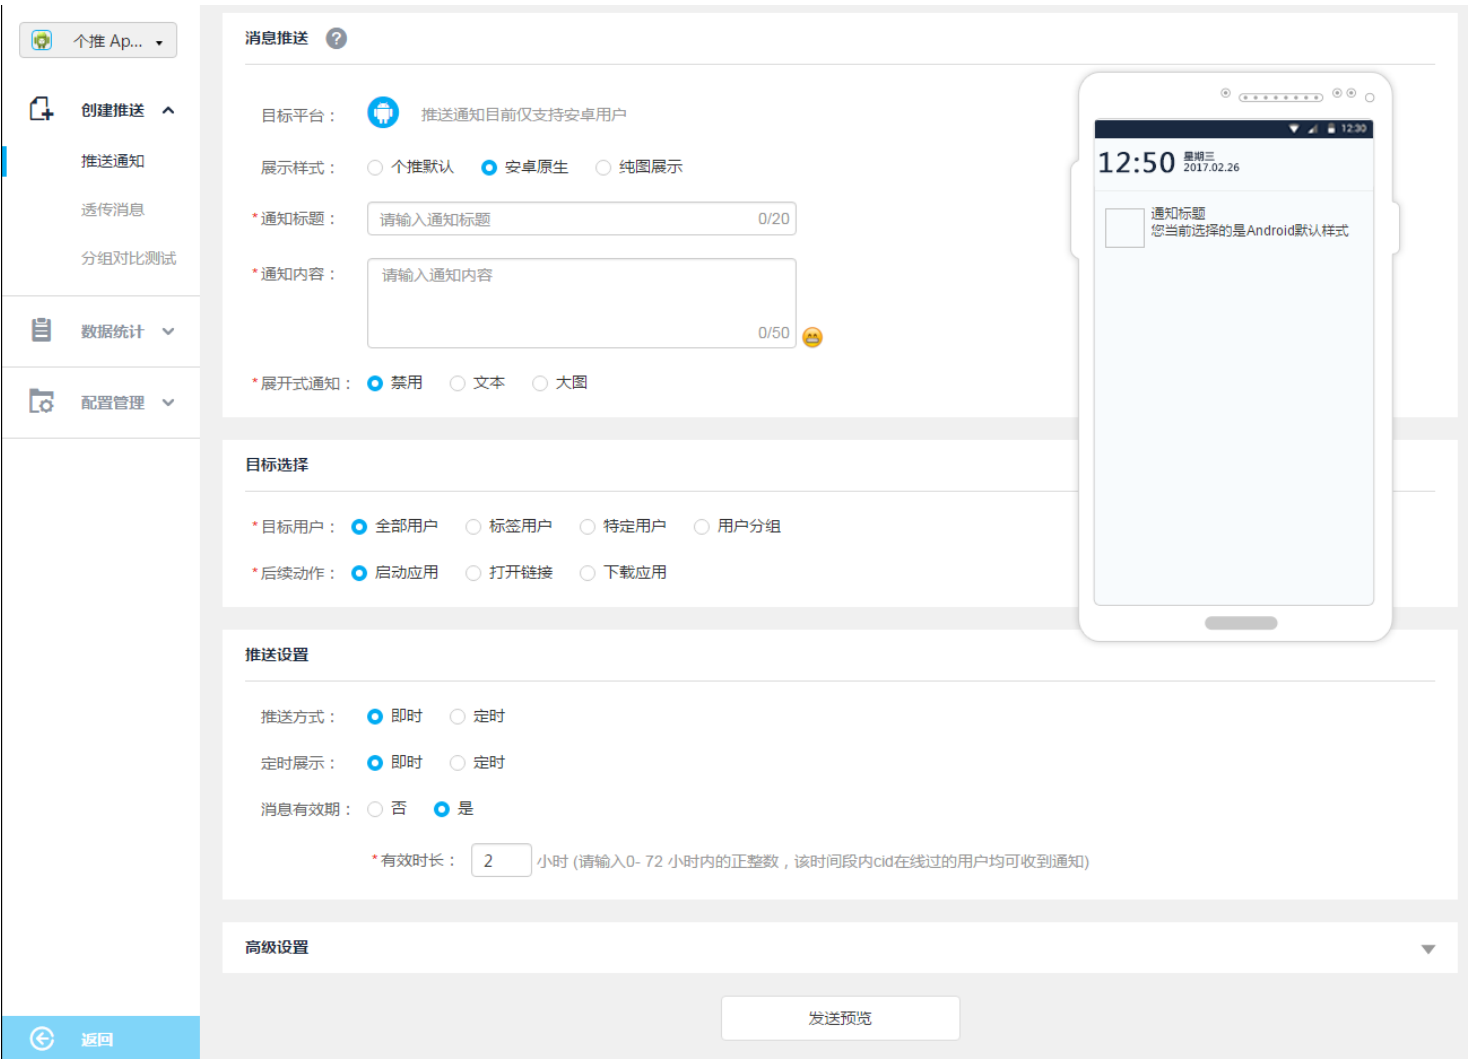 个推 Ap...
创建推送
推送通知
透传消息
分组对比测试
数据统计
配置管理
返回
消息推送 ?
目标平台： 推送通知目前仅支持安卓用户
展示样式： 个推默认 安卓原生 纯图展示
*通知标题： 请输入通知标题 0/20
*通知内容： 请输入通知内容
0/50
*展开式通知： 禁用 文本 大图
12:30
12:50 星期三
2017.02.26
通知标题
您当前选择的是Android默认样式
目标选择
*目标用户： 全部用户 标签用户 特定用户 用户分组
*后续动作： 启动应用 打开链接 下载应用
推送设置
推送方式： 即时 定时
定时展示： 即时 定时
消息有效期： 否 是
*有效时长： 2 小时 (请输入0- 72 小时内的正整数，该时间段内cid在线过的用户均可收到通知)
高级设置
发送预览